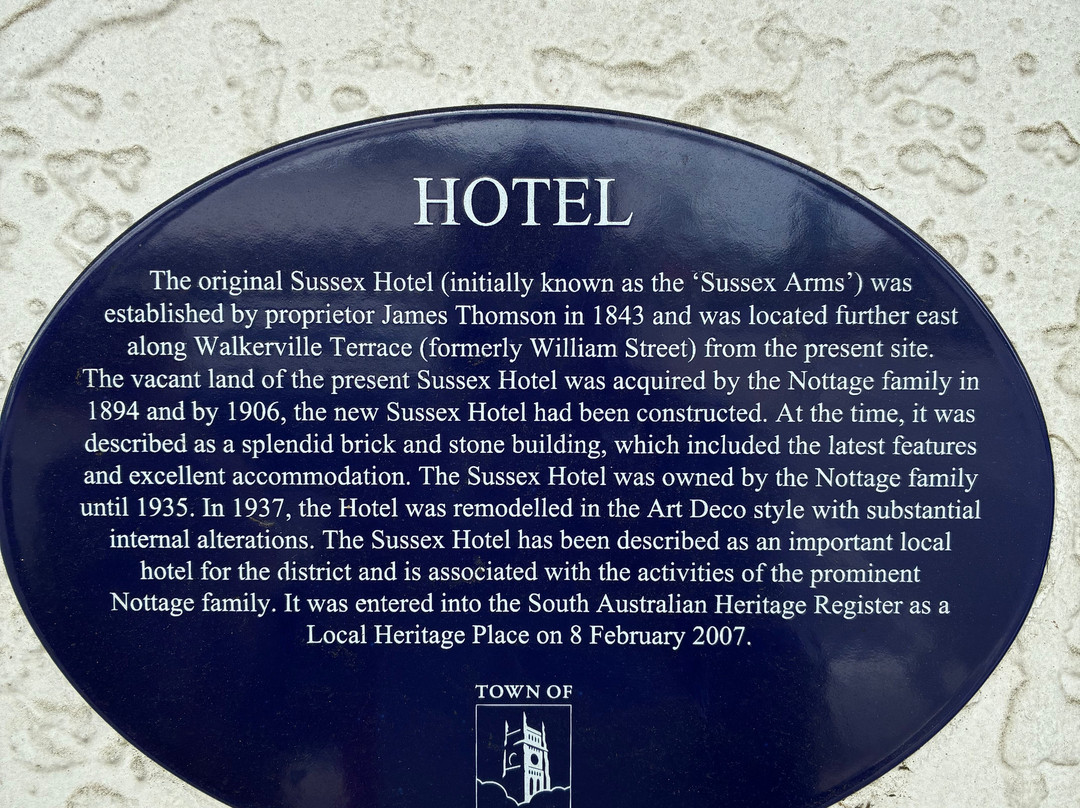 HOTEL
The original Sussex Hotel (initially known as the ‘Sussex Arms’) was
established by proprietor James Thomson in 1843 and was located further east
along Walkerville Terrace (formerly William Street) from the present site.
The vacant land of the present Sussex Hotel was acquired by the Nottage family in
1894 and by 1906, the new Sussex Hotel had been constructed. At the time, it was
described as a splendid brick and stone building, which included the latest features
and excellent accommodation. The Sussex Hotel was owned by the Nottage family
until 1935. In 1937, the Hotel was remodelled in the Art Deco style with substantial
internal alterations. The Sussex Hotel has been described as an important local
hotel for the district and is associated with the activities of the prominent
Nottage family. It was entered into the South Australian Heritage Register as a
Local Heritage Place on 8 February 2007.
TOWN OF